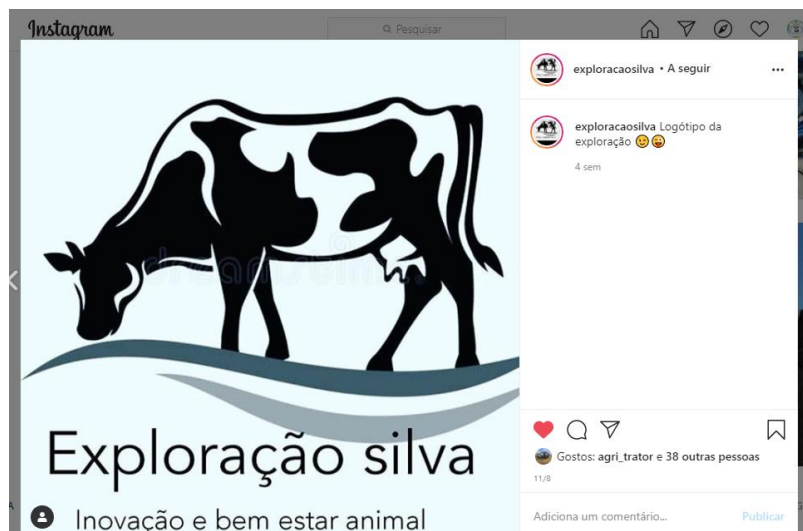 Instagram
Pesquisar
exploracaosilva • A seguir
exploracaosilva Logótipo da
exploração
4 sem
dreamstime
Exploração silva
Inovação e bem estar animal
Gostos: agri_trator e 38 outras pessoas
11/8
Adiciona um comentário...
Publicar